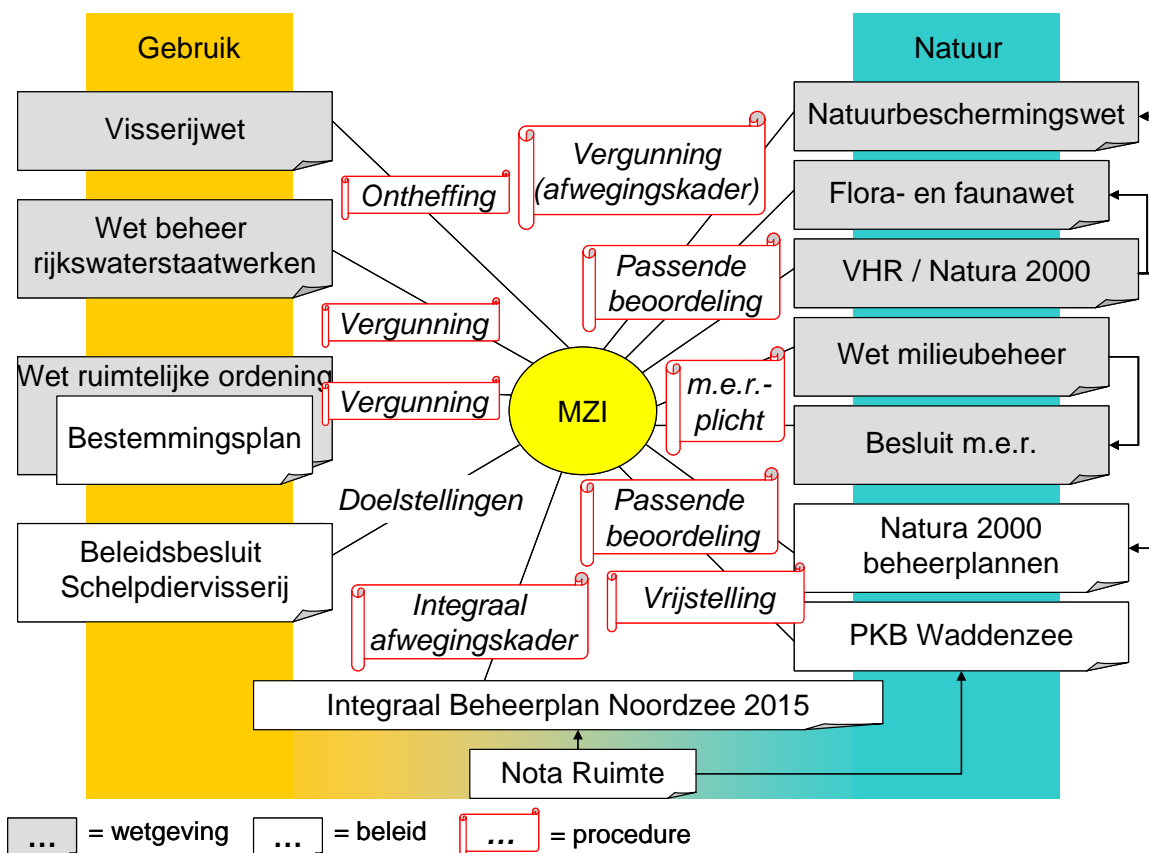 Gebruik
Natuur
Visserijwet
Wet beheer
rijkswaterstaatwerken
Wet ruimtelijke ordening
Bestemmingsplan
Beleidsbesluit
Schelpdiervisserij
Ontheffing
Vergunning
Vergunning
Doelstellingen
Integraal
afwegingskader
Vergunning
(afwegingskader)
Passende
beoordeling
MZI
m.e.r.-
plicht
Passende
beoordeling
Vrijstelling
Natuurbeschermingswet
Flora- en faunawet
VHR / Natura 2000
Wet milieubeheer
Besluit m.e.r.
Natura 2000
beheerplannen
PKB Waddenzee
Integraal Beheerplan Noordzee 2015
Nota Ruimte
... = wetgeving
... = beleid
... = procedure